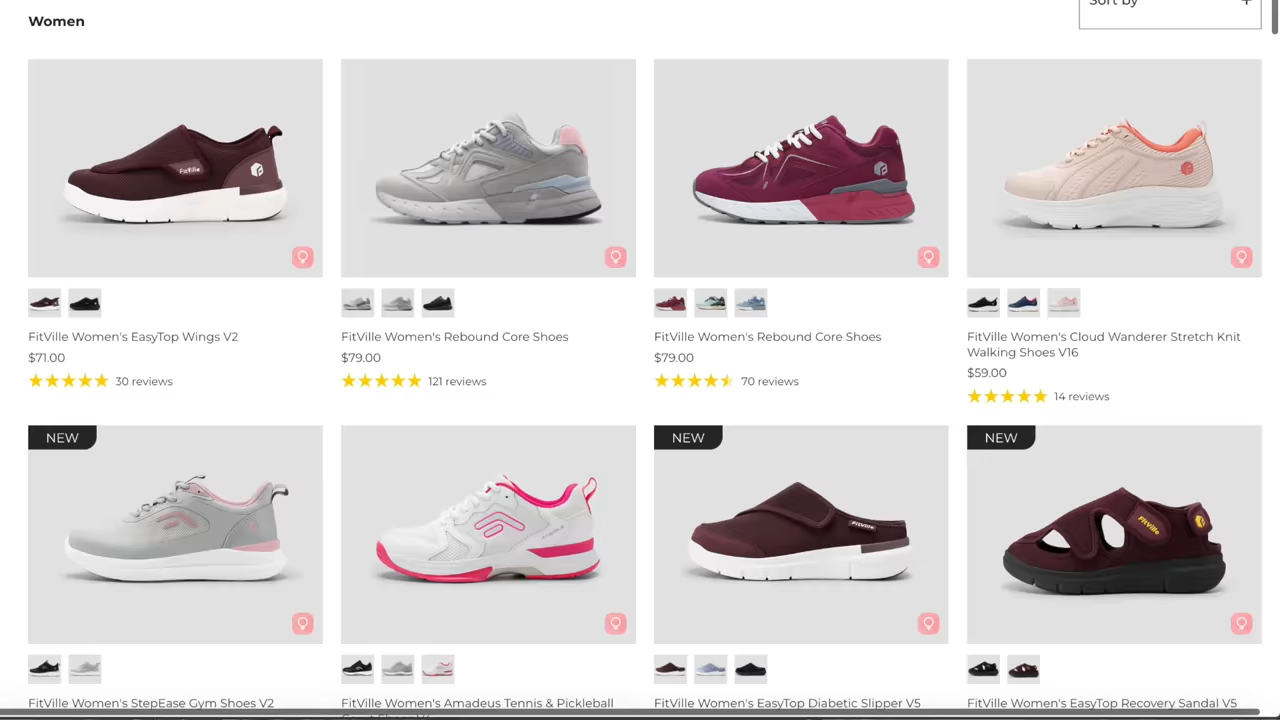 Women
Sort by +
FitVille
FitVille Women's EasyTop Wings V2
$71.00
30 reviews
FitVille Women's Rebound Core Shoes
$79.00
121 reviews
FitVille Women's Rebound Core Shoes
$79.00
70 reviews
FitVille Women's Cloud Wanderer Stretch Knit
Walking Shoes V16
$59.00
14 reviews
NEW
FitVille Women's StepEase Gym Shoes V2
FitVille Women's Amadeus Tennis & Pickleball
NEW
FitVille
FitVille Women's EasyTop Diabetic Slipper V5
NEW
FitVille
FitVille Women's EasyTop Recovery Sandal V5